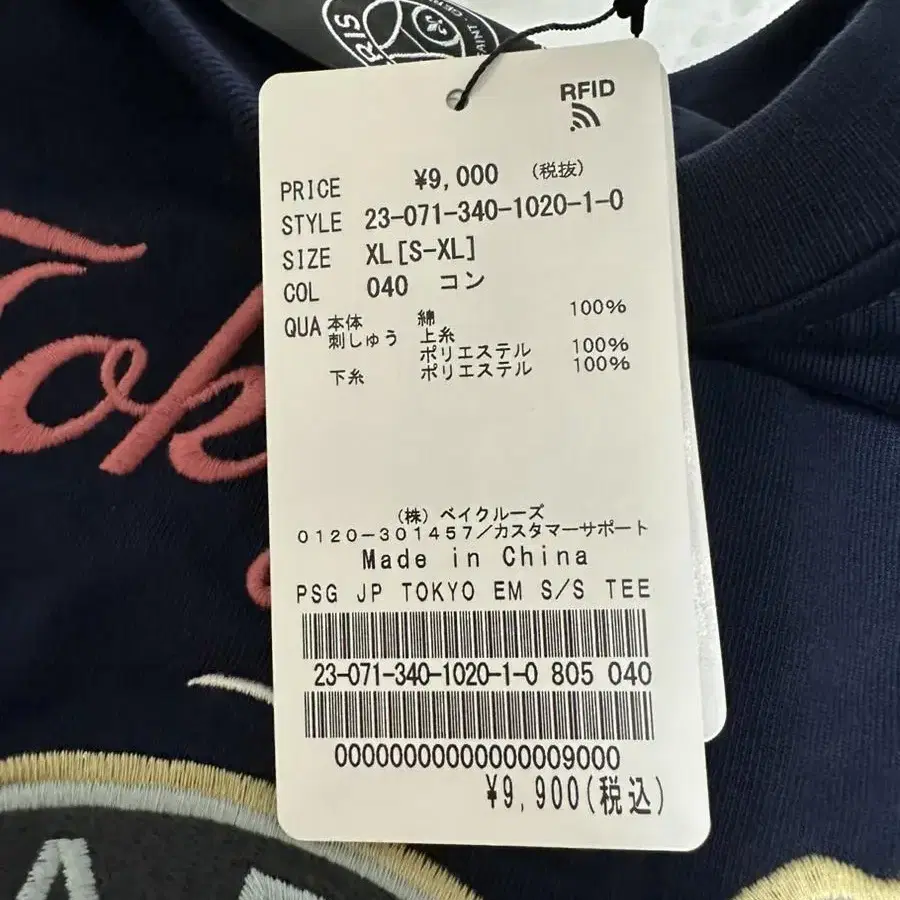 RIS
RFID
PRICE ¥9,000 (税抜)
STYLE 23-071-340-1020-1-0
SIZE XL[S-XL]
COL 040 コン
QUA 本体 綿 100%
刺しゅう 上糸
ポリエステル 100%
下糸 ポリエステル 100%
(株) ベイクルーズ
0120-301457/カスタマーサポート
Made in China
PSG JP TOKYO EM S/S TEE
23-071-340-1020-1-0 805 040
00000000000000009000
¥9,900(税込)
Tok